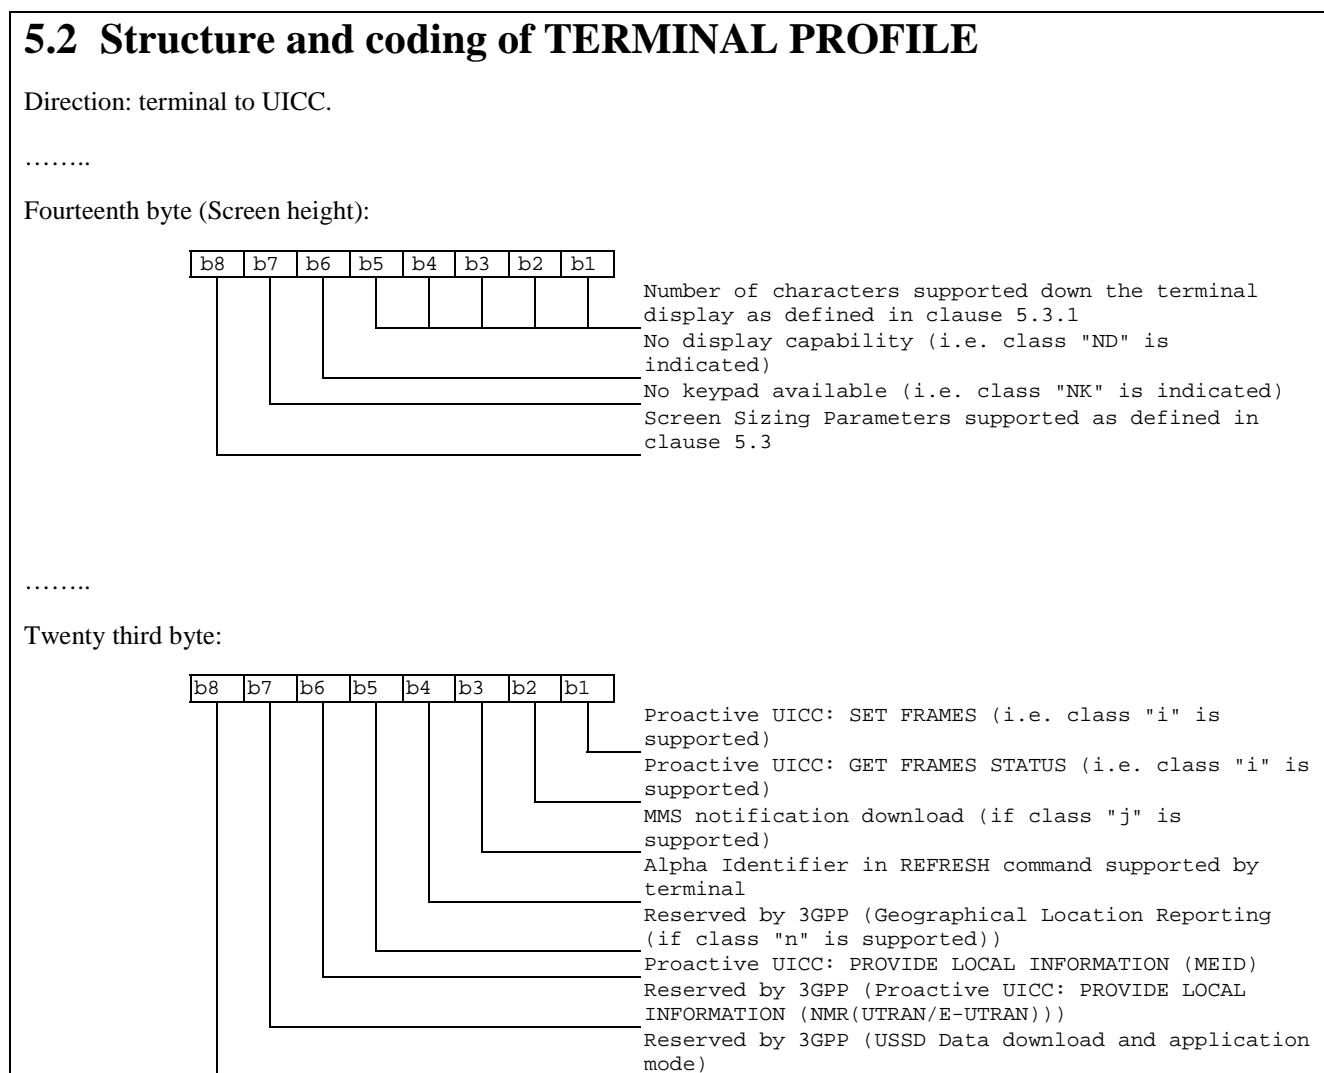 5.2 Structure and coding of TERMINAL PROFILE
Direction: terminal to UICC.
……..
Fourteenth byte (Screen height):
b8 b7 b6 b5 b4 b3 b2 b1
Number of characters supported down the terminal
display as defined in clause 5.3.1
No display capability (i.e. class "ND" is
indicated)
No keypad available (i.e. class "NK" is indicated)
Screen Sizing Parameters supported as defined in
clause 5.3
……..
Twenty third byte:
b8 b7 b6 b5 b4 b3 b2 b1
Proactive UICC: SET FRAMES (i.e. class "i" is
supported)
Proactive UICC: GET FRAMES STATUS (i.e. class "i" is
supported)
MMS notification download (if class "j" is
supported)
Alpha Identifier in REFRESH command supported by
terminal
Reserved by 3GPP (Geographical Location Reporting
(if class "n" is supported))
Proactive UICC: PROVIDE LOCAL INFORMATION (MEID)
Reserved by 3GPP (Proactive UICC: PROVIDE LOCAL
INFORMATION (NMR(UTRAN/E-UTRAN)))
Reserved by 3GPP (USSD Data download and application
mode)